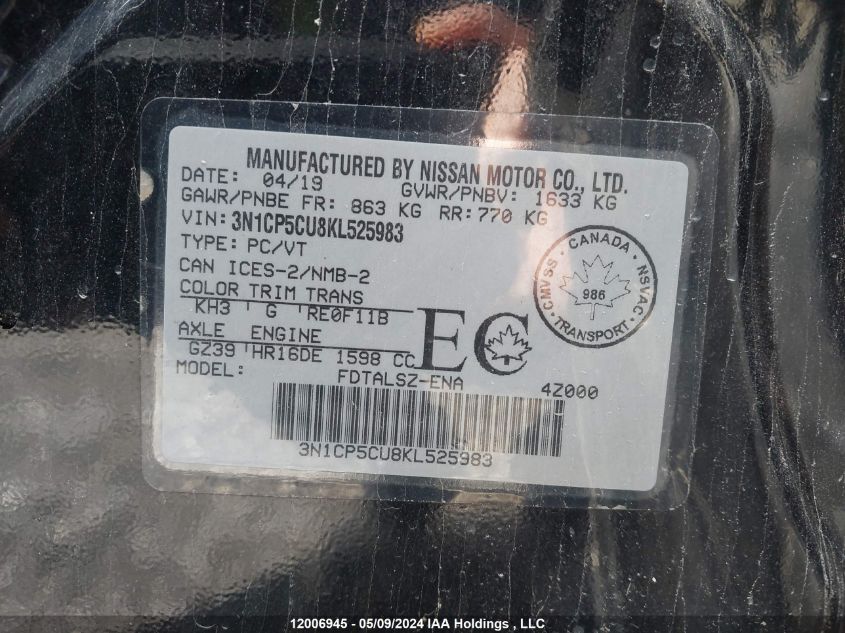 MANUFACTURED BY NISSAN MOTOR CO., LTD.
DATE: 04/19 GVWR/PNBV: 1633 KG
GAWR/PNBE FR: 863 KG RR: 770 KG
VIN: 3N1CP5CU8KL525983
TYPE: PC/VT
CAN ICES-2/NMB-2
COLOR TRIM TRANS
KH3 ' G 'RE0F11B
AXLE ENGINE
GZ39 'HR16DE 1598 CC
MODEL: FDTALSZ-ENA 4Z000
EC
CMVSS · CANADA · NSVAC
986
· TRANSPORT ·
3N1CP5CU8KL525983
12006945 - 05/09/2024 IAA Holdings , LLC